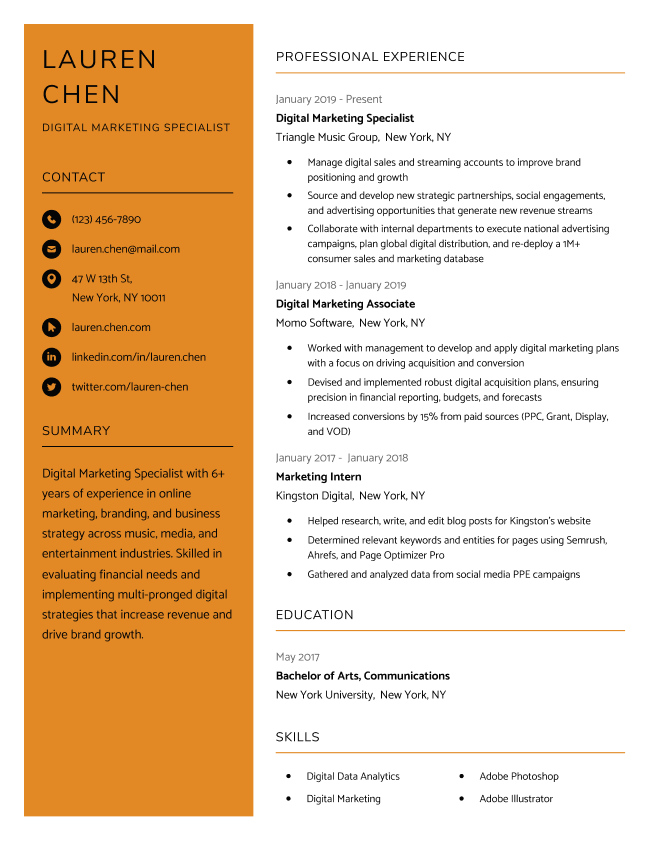 LAUREN
CHEN
DIGITAL MARKETING SPECIALIST
CONTACT
(123) 456-7890
lauren.chen@mail.com
47 W 13th St,
New York, NY 10011
lauren.chen.com
linkedin.com/in/lauren.chen
twitter.com/lauren-chen
SUMMARY
Digital Marketing Specialist with 6+
years of experience in online
marketing, branding, and business
strategy across music, media, and
entertainment industries. Skilled in
evaluating financial needs and
implementing multi-pronged digital
strategies that increase revenue and
drive brand growth.
PROFESSIONAL EXPERIENCE
January 2019 - Present
Digital Marketing Specialist
Triangle Music Group, New York, NY
• Manage digital sales and streaming accounts to improve brand
positioning and growth
• Source and develop new strategic partnerships, social engagements,
and advertising opportunities that generate new revenue streams
• Collaborate with internal departments to execute national advertising
campaigns, plan global digital distribution, and re-deploy a 1M+
consumer sales and marketing database
January 2018 - January 2019
Digital Marketing Associate
Momo Software, New York, NY
• Worked with management to develop and apply digital marketing plans
with a focus on driving acquisition and conversion
• Devised and implemented robust digital acquisition plans, ensuring
precision in financial reporting, budgets, and forecasts
• Increased conversions by 15% from paid sources (PPC, Grant, Display,
and VOD)
January 2017 - January 2018
Marketing Intern
Kingston Digital, New York, NY
• Helped research, write, and edit blog posts for Kingston's website
• Determined relevant keywords and entities for pages using Semrush,
Ahrefs, and Page Optimizer Pro
• Gathered and analyzed data from social media PPE campaigns
EDUCATION
May 2017
Bachelor of Arts, Communications
New York University, New York, NY
SKILLS
• Digital Data Analytics
• Digital Marketing
• Adobe Photoshop
• Adobe Illustrator